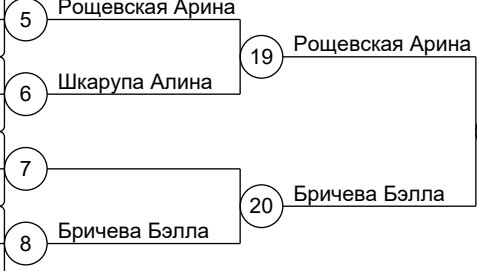 5 Рощевская Арина
19 Рощевская Арина
6 Шкарупа Алина
7
20 Бричева Бэлла
8 Бричева Бэлла